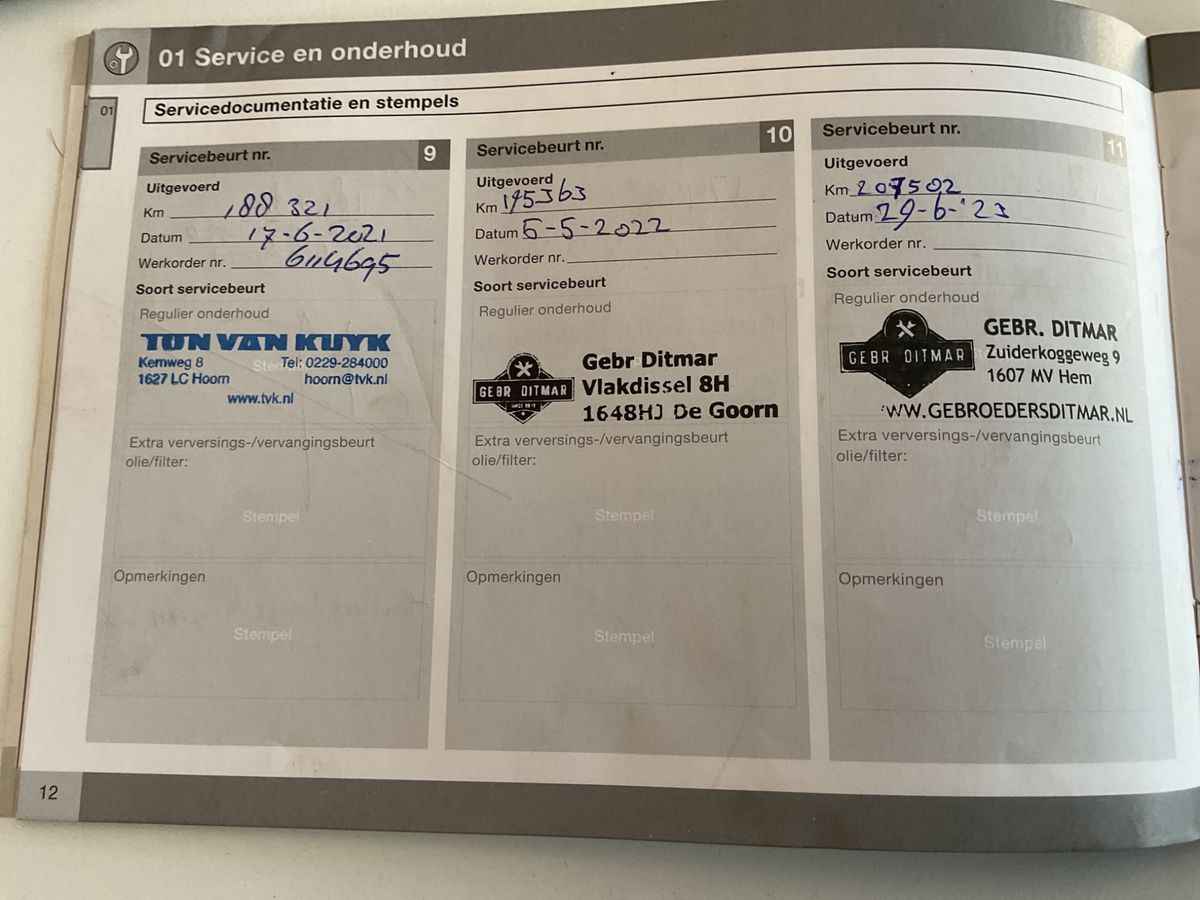 01 Service en onderhoud
01
Servicedocumentatie en stempels
Servicebeurt nr. 9
Uitgevoerd
Km 188 321
Datum 17-6-2021
Werkorder nr. 6114695
Soort servicebeurt
Regulier onderhoud
TON VAN KUYK
Kernweg 8 Tel: 0229-284000
1627 LC Hoorn hoorn@tvk.nl
www.tvk.nl
Extra verversings-/vervangingsbeurt
olie/filter:
Stempel
Opmerkingen
Stempel
Servicebeurt nr. 10
Uitgevoerd
Km 195363
Datum 5-5-2022
Werkorder nr.
Soort servicebeurt
Regulier onderhoud
GEBR DITMAR
Gebr Ditmar
Vlakdissel 8H
1648HJ De Goorn
Extra verversings-/vervangingsbeurt
olie/filter:
Stempel
Opmerkingen
Stempel
Servicebeurt nr. 11
Uitgevoerd
Km 207502
Datum 29-6-'23
Werkorder nr.
Soort servicebeurt
Regulier onderhoud
GEBR DITMAR
GEBR. DITMAR
Zuiderkoggeweg 9
1607 MV Hem
WWW.GEBROEDERSDITMAR.NL
Extra verversings-/vervangingsbeurt
olie/filter:
Stempel
Opmerkingen
Stempel
12